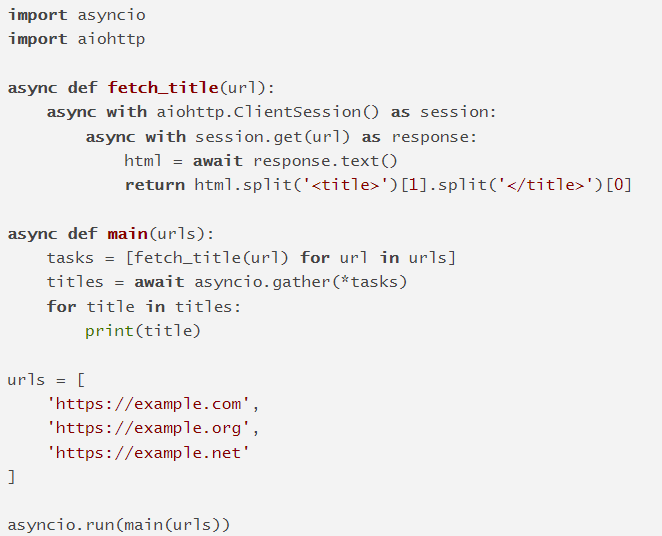 import asyncio
import aiohttp

async def fetch_title(url):
    async with aiohttp.ClientSession() as session:
        async with session.get(url) as response:
            html = await response.text()
            return html.split('<title>')[1].split('</title>')[0]

async def main(urls):
    tasks = [fetch_title(url) for url in urls]
    titles = await asyncio.gather(*tasks)
    for title in titles:
        print(title)

urls = [
    'https://example.com',
    'https://example.org',
    'https://example.net'
]

asyncio.run(main(urls))